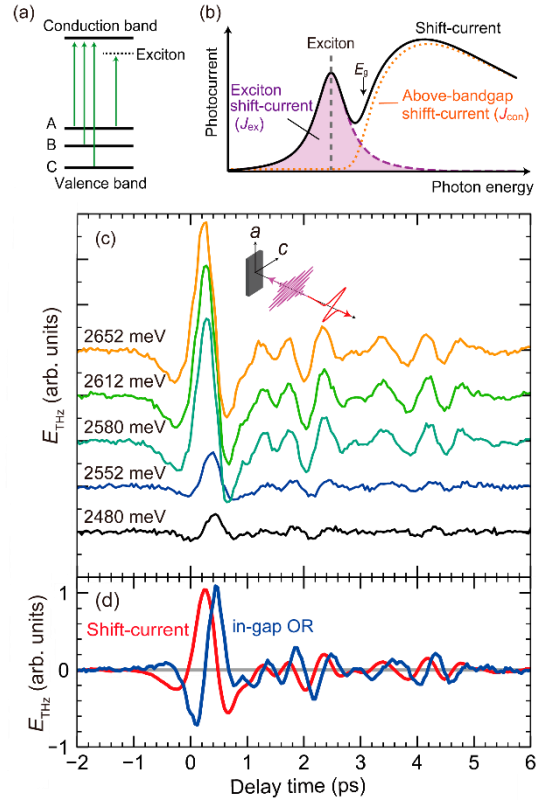 (a)
Conduction band
Exciton
A
B
C
Valence band
(b)
Photocurrent
Exciton
Eg
Shift-current
Exciton
shift-current
(Jex)
Above-bandgap
shifft-current (Jcon)
Photon energy
(c)
a
c
ETHz (arb. units)
2652 meV
2612 meV
2580 meV
2552 meV
2480 meV
(d)
Shift-current
in-gap OR
ETHz (arb. units)
1
0
−1
−2 −1 0 1 2 3 4 5 6
Delay time (ps)